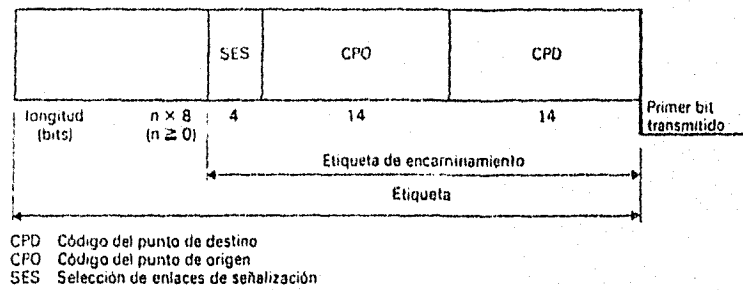 SES CPO CPD
longitud n × 8 4 14 14 Primer bit
(bits) (n ≥ 0) transmitido
Etiqueta de encaminamiento
Etiqueta
CPD Código del punto de destino
CPO Código del punto de origen
SES Selección de enlaces de señalización